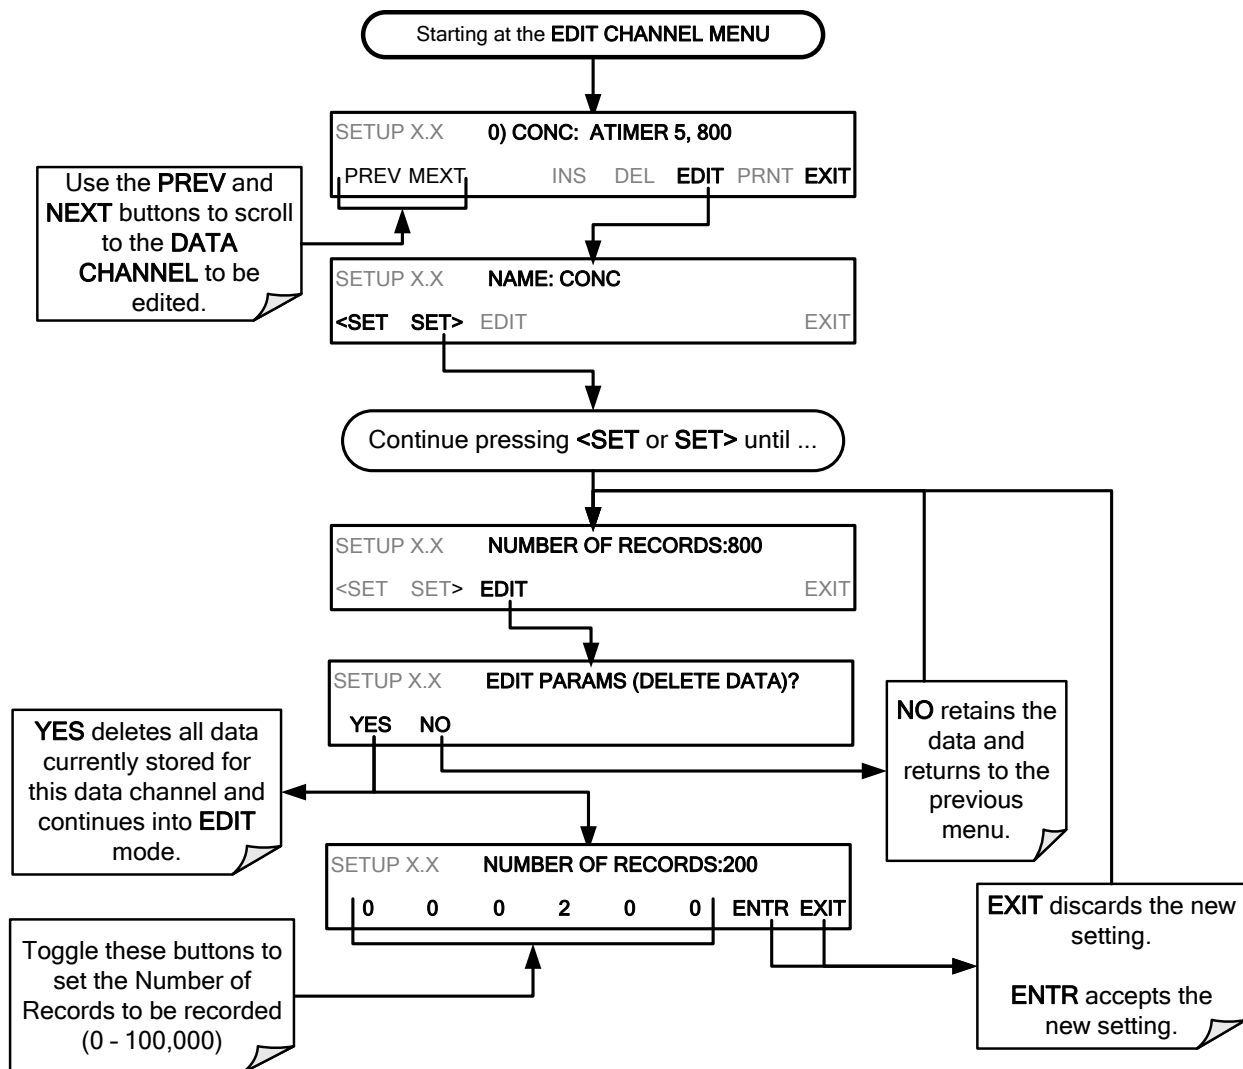 Starting at the EDIT CHANNEL MENU
SETUP X.X 0) CONC: ATIMER 5, 800
PREV MEXT INS DEL EDIT PRNT EXIT
Use the PREV and
NEXT buttons to scroll
to the DATA
CHANNEL to be
edited.
SETUP X.X NAME: CONC
<SET SET> EDIT EXIT
Continue pressing <SET or SET> until ...
SETUP X.X NUMBER OF RECORDS:800
<SET SET> EDIT EXIT
SETUP X.X EDIT PARAMS (DELETE DATA)?
YES NO
NO retains the
data and
returns to the
previous
menu.
YES deletes all data
currently stored for
this data channel and
continues into EDIT
mode.
SETUP X.X NUMBER OF RECORDS:200
0 0 0 2 0 0 ENTR EXIT
EXIT discards the new
setting.
ENTR accepts the
new setting.
Toggle these buttons to
set the Number of
Records to be recorded
(0 – 100,000)